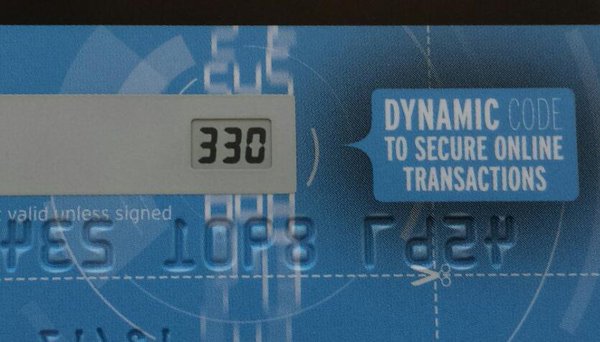 330
DYNAMIC CODE
TO SECURE ONLINE
TRANSACTIONS
valid unless signed